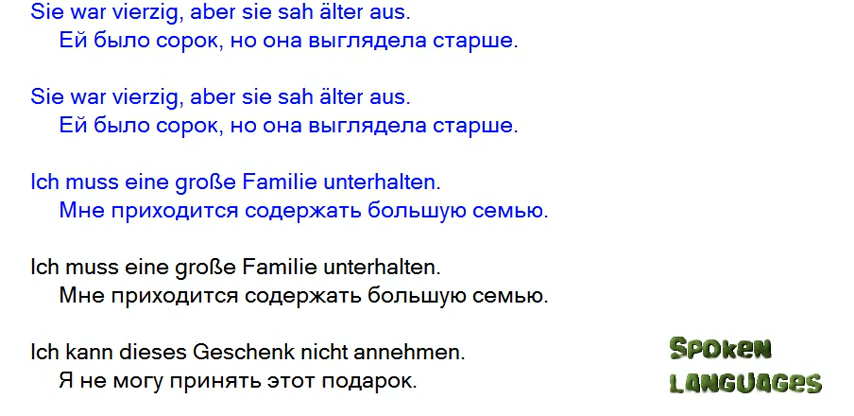 Sie war vierzig, aber sie sah älter aus.
Ей было сорок, но она выглядела старше.
Sie war vierzig, aber sie sah älter aus.
Ей было сорок, но она выглядела старше.
Ich muss eine große Familie unterhalten.
Мне приходится содержать большую семью.
Ich muss eine große Familie unterhalten.
Мне приходится содержать большую семью.
Ich kann dieses Geschenk nicht annehmen.
Я не могу принять этот подарок.
Spoken
Languages